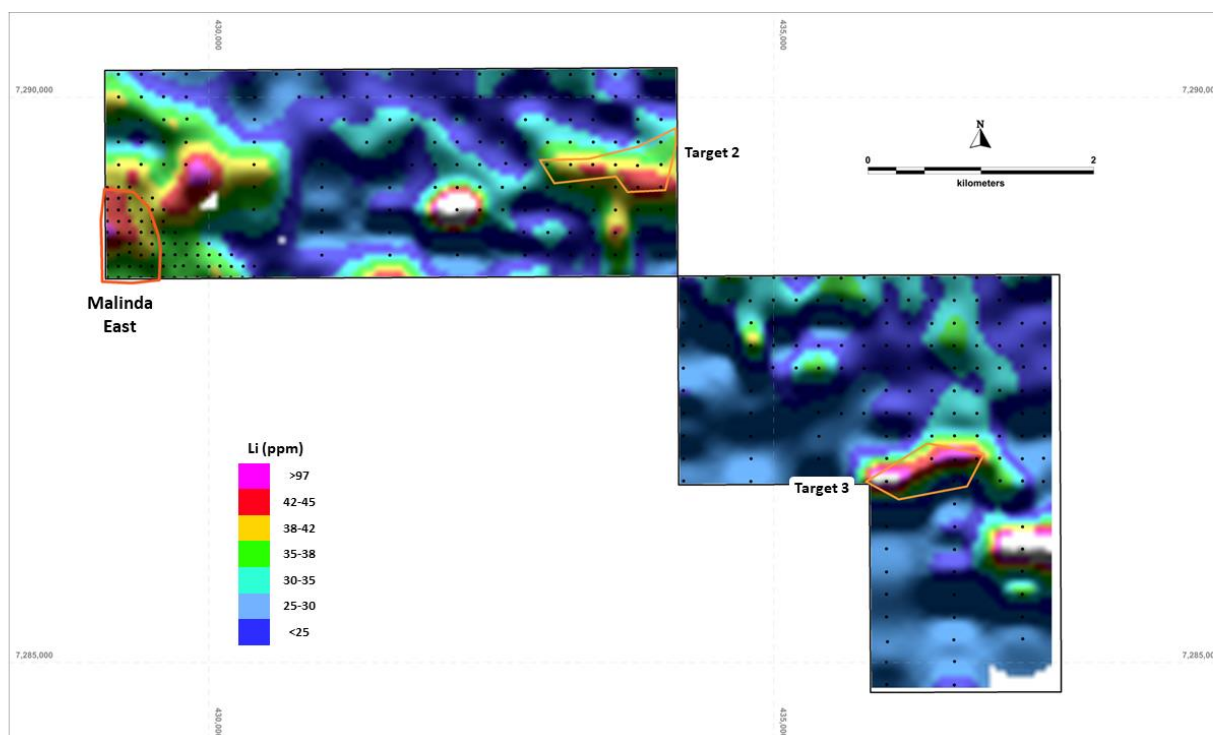 430,000
435,000
7,290,000
7,290,000
N
0
2
kilometers
Target 2
Malinda
East
Target 3
Li (ppm)
>97
42-45
38-42
35-38
30-35
25-30
<25
7,285,000
7,285,000
430,000
435,000